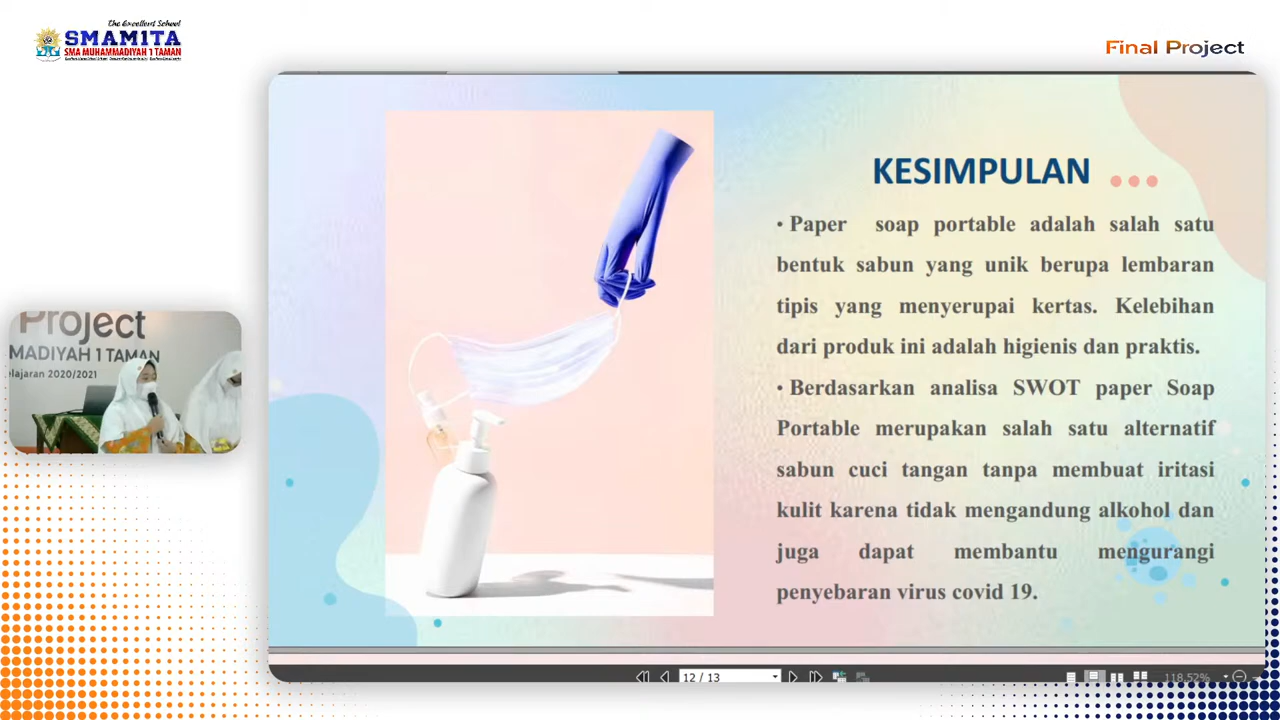 The Excellent School
SMAMITA
SMA MUHAMMADIYAH 1 TAMAN
Final Project
Project
MADIYAH 1 TAMAN
elajaran 2020/2021
KESIMPULAN
• Paper soap portable adalah salah satu
bentuk sabun yang unik berupa lembaran
tipis yang menyerupai kertas. Kelebihan
dari produk ini adalah higienis dan praktis.
• Berdasarkan analisa SWOT paper Soap
Portable merupakan salah satu alternatif
sabun cuci tangan tanpa membuat iritasi
kulit karena tidak mengandung alkohol dan
juga dapat membantu mengurangi
penyebaran virus covid 19.
12 / 13
118.52%